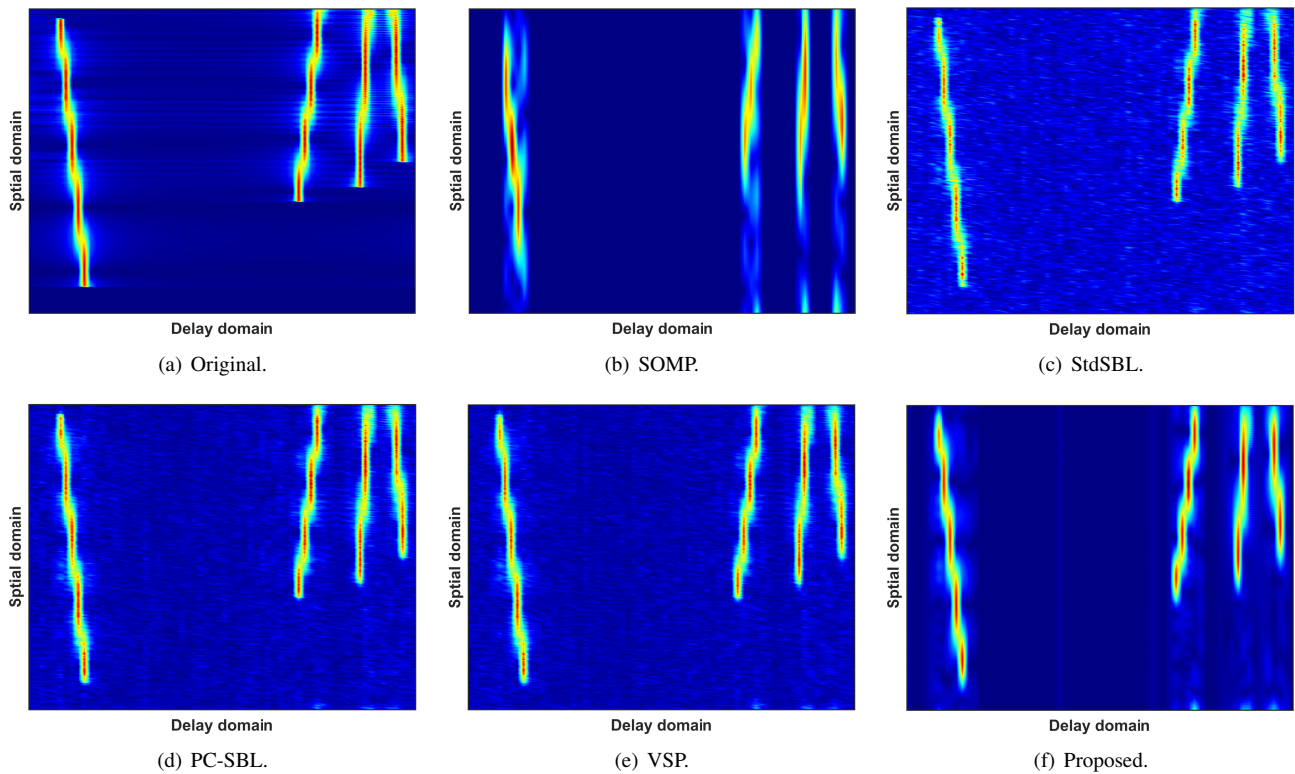 Sptial domain
Delay domain
(a) Original.
Sptial domain
Delay domain
(b) SOMP.
Sptial domain
Delay domain
(c) StdSBL.
Sptial domain
Delay domain
(d) PC-SBL.
Sptial domain
Delay domain
(e) VSP.
Sptial domain
Delay domain
(f) Proposed.